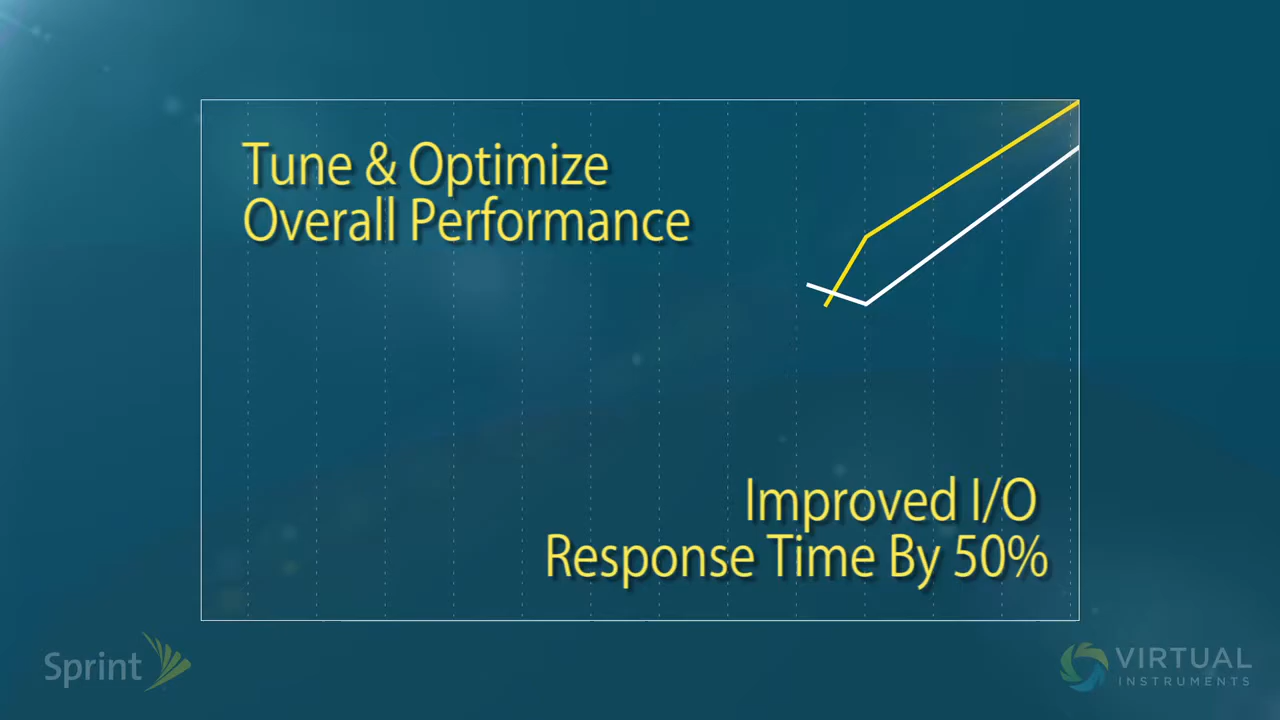 Tune & Optimize
Overall Performance
Improved I/O
Response Time By 50%
Sprint
VIRTUAL
INSTRUMENTS